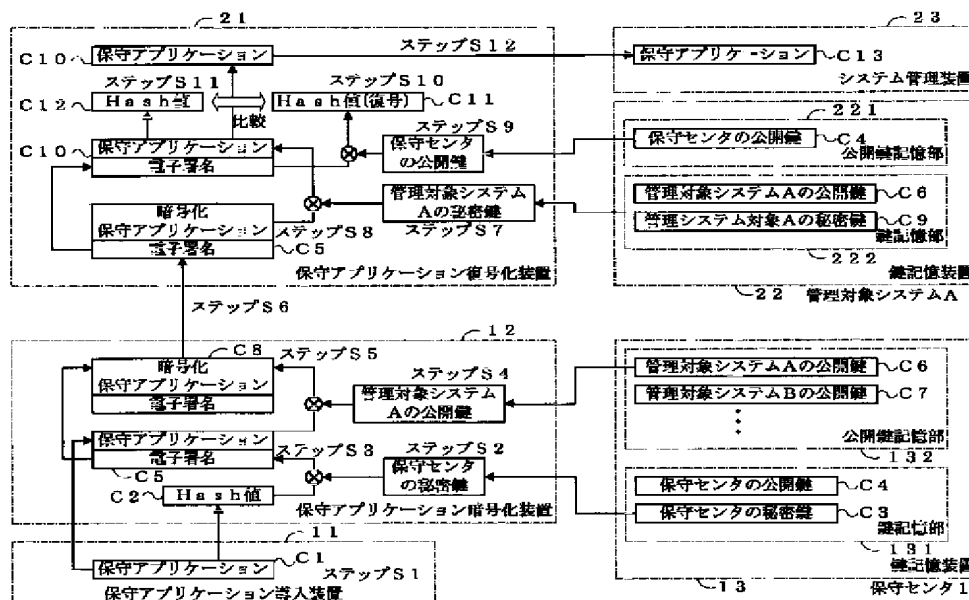 21
23
C10
保守アプリケーション
ステップS12
保守アプリケーション
C13
ステップS11
ステップS10
システム管理装置
C12
Hash値
Hash値(復号)
C11
比較
221
ステップS9
C10
保守アプリケーション
電子署名
保守センタ
の公開鍵
保守センタの公開鍵
C4
公開鍵記憶部
暗号化
保守アプリケーション
電子署名
管理対象システム
Aの秘密鍵
管理対象システムAの公開鍵
C6
ステップS8
ステップS7
管理システム対象Aの秘密鍵
C9
鍵記憶部
C5
222
保守アプリケーション復号化装置
鍵記憶装置
22
管理対象システムA
ステップS6
12
C8
ステップS5
暗号化
保守アプリケーション
電子署名
ステップS4
管理対象システム
Aの公開鍵
管理対象システムAの公開鍵
C6
管理対象システムBの公開鍵
C7
保守アプリケーション
電子署名
ステップS3
ステップS2
公開鍵記憶部
132
C5
保守センタ
の秘密鍵
C2
Hash値
保守センタの公開鍵
C4
保守アプリケーション暗号化装置
保守センタの秘密鍵
C3
鍵記憶部
11
131
C1
鍵記憶装置
保守アプリケーション
ステップS1
13
保守センタ1
保守アプリケーション導入装置